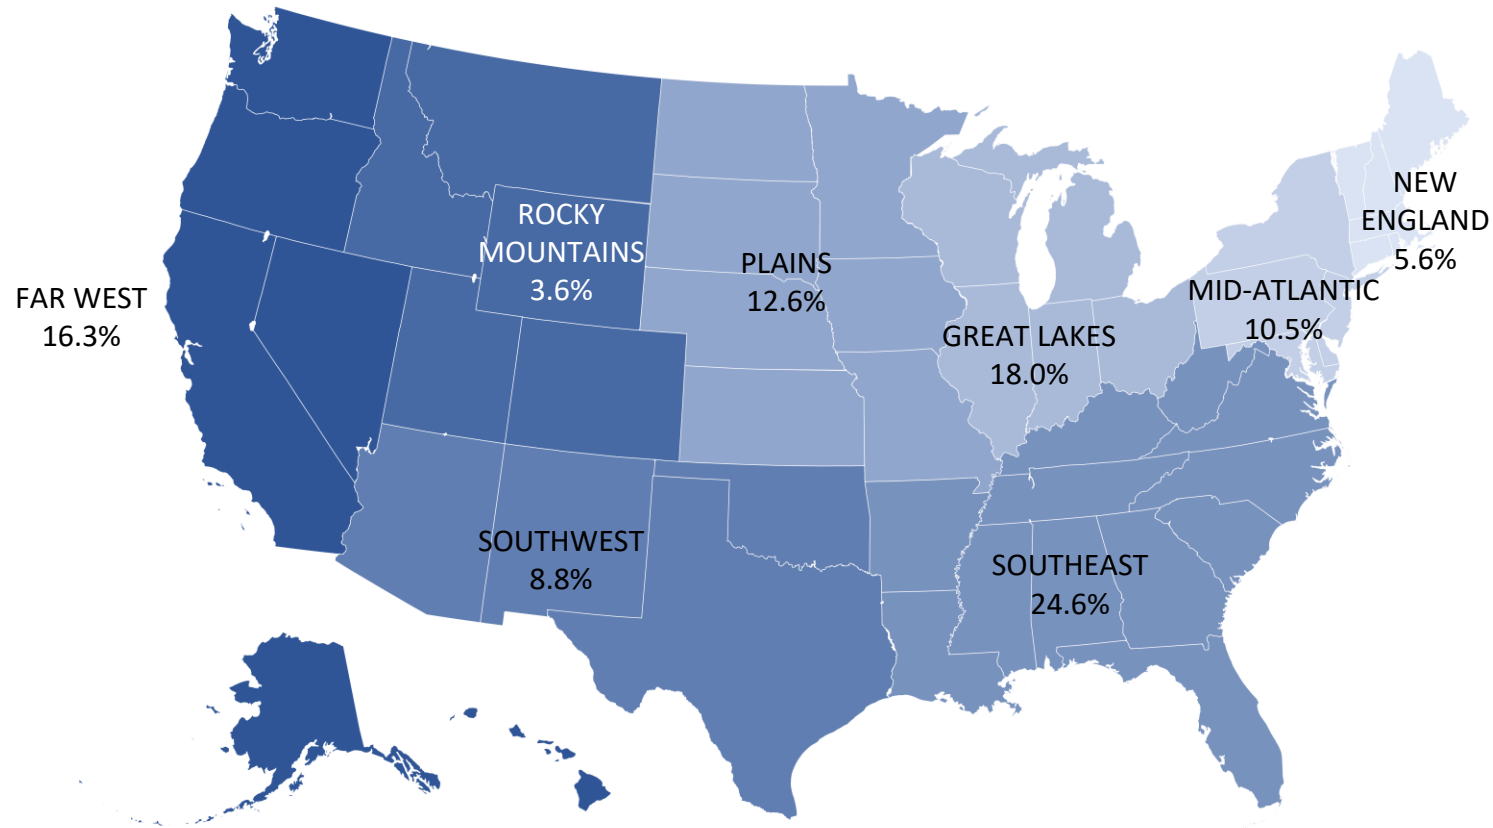 FAR WEST
16.3%
ROCKY
MOUNTAINS
3.6%
PLAINS
12.6%
GREAT LAKES
18.0%
MID-ATLANTIC
10.5%
NEW
ENGLAND
5.6%
SOUTHWEST
8.8%
SOUTHEAST
24.6%